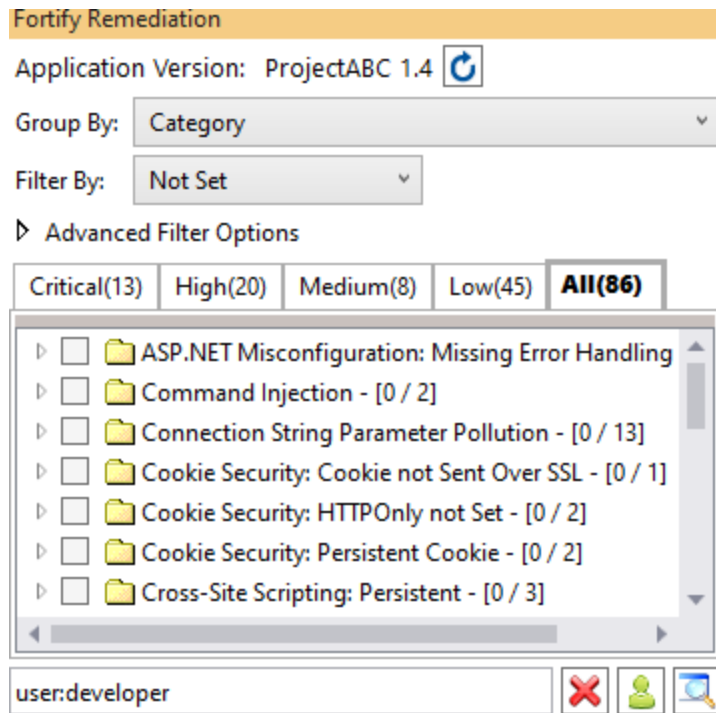 Fortify Remediation
Application Version: ProjectABC 1.4
Group By: Category
Filter By: Not Set
Advanced Filter Options
Critical(13) High(20) Medium(8) Low(45) All(86)
ASP.NET Misconfiguration: Missing Error Handling
Command Injection - [0 / 2]
Connection String Parameter Pollution - [0 / 13]
Cookie Security: Cookie not Sent Over SSL - [0 / 1]
Cookie Security: HTTPOnly not Set - [0 / 2]
Cookie Security: Persistent Cookie - [0 / 2]
Cross-Site Scripting: Persistent - [0 / 3]
user:developer